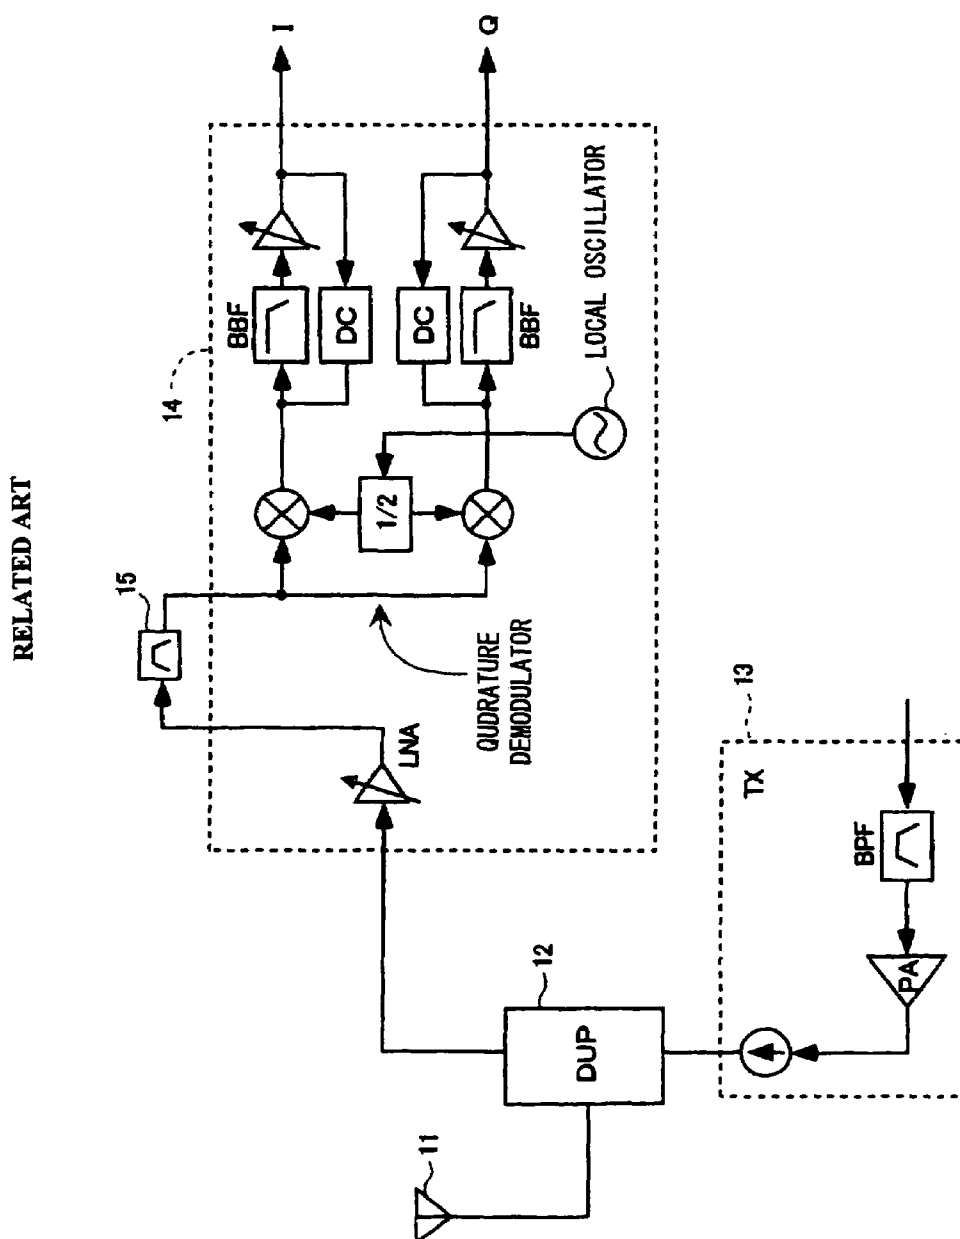 RELATED ART
11
DUP
12
TX
13
BPF
PA
LNA
15
QUDRATURE
DEMODULATOR
14
1/2
LOCAL OSCILLATOR
BBF
DC
DC
BBF
I
Q